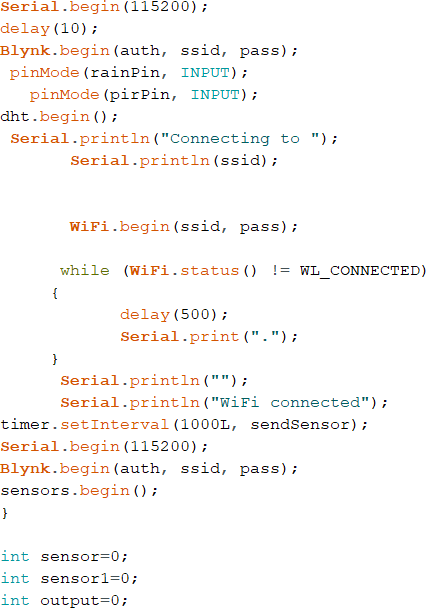 Serial.begin(115200);
delay(10);
Blynk.begin(auth, ssid, pass);
pinMode(rainPin, INPUT);
pinMode(pirPin, INPUT);
dht.begin();
Serial.println("Connecting to ");
Serial.println(ssid);
WiFi.begin(ssid, pass);
while (WiFi.status() != WL_CONNECTED)
{
delay(500);
Serial.print(".");
}
Serial.println("");
Serial.println("WiFi connected");
timer.setInterval(1000L, sendSensor);
Serial.begin(115200);
Blynk.begin(auth, ssid, pass);
sensors.begin();
}
int sensor=0;
int sensor1=0;
int output=0;